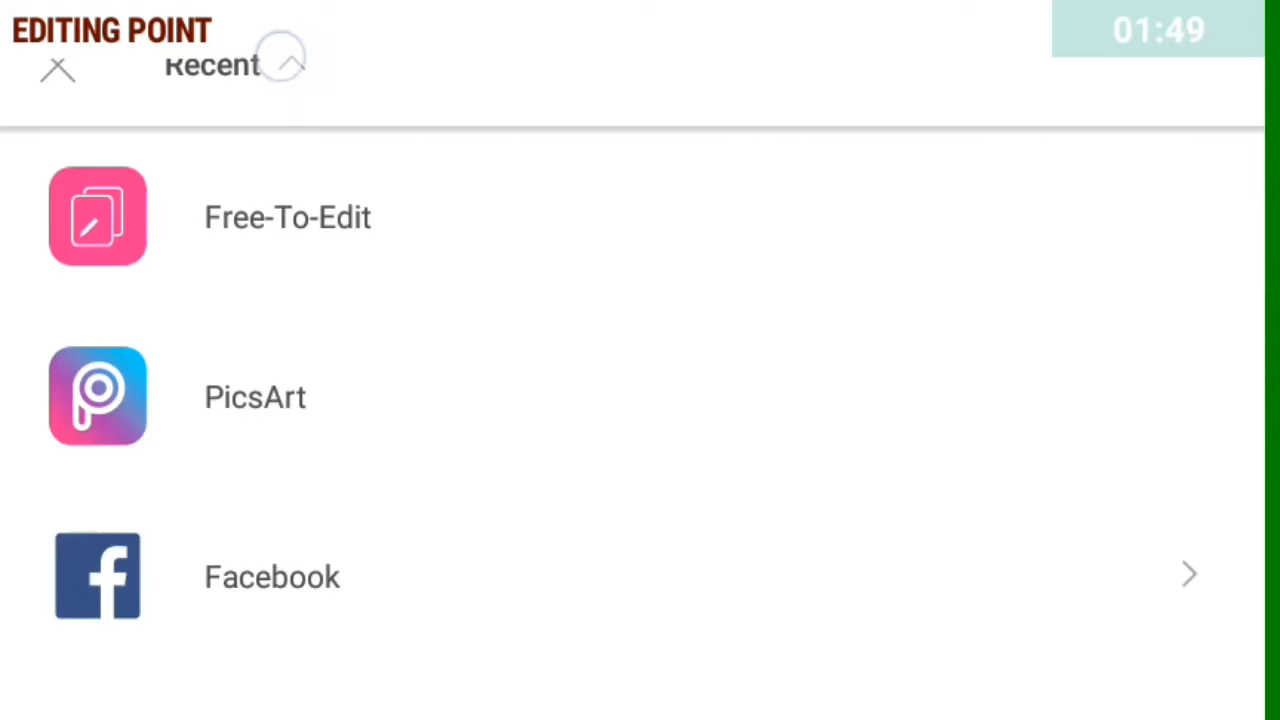 EDITING POINT
01:49
Recent
Free-To-Edit
PicsArt
Facebook